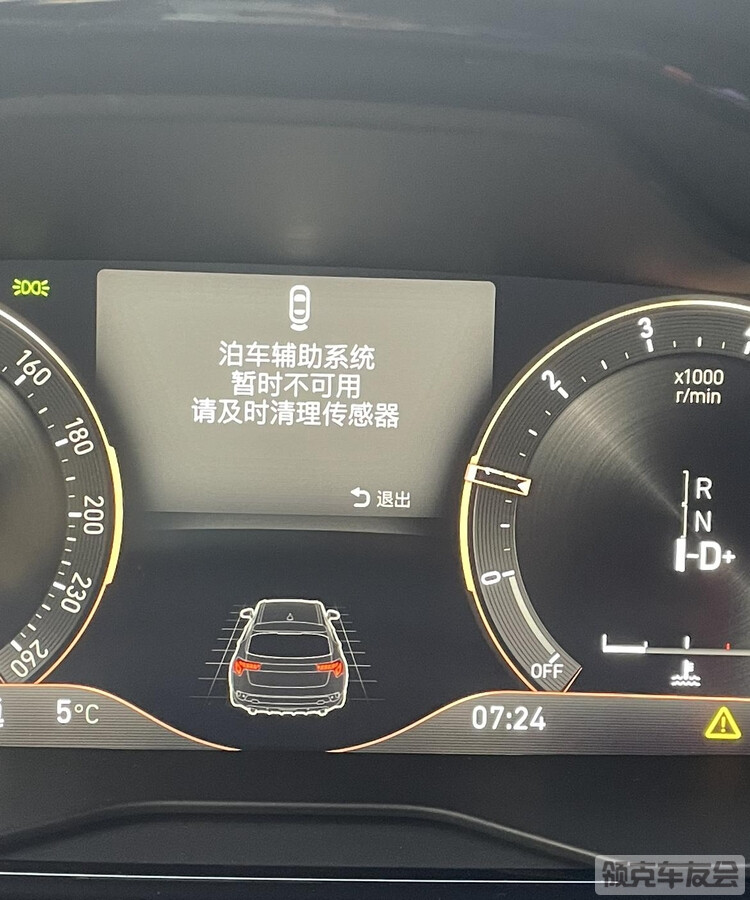 泊车辅助系统
暂时不可用
请及时清理传感器
退出
160
180
200
230
260
3
2
x1000
r/min
R
N
-D+
0
OFF
5°C
07:24
领克车友会